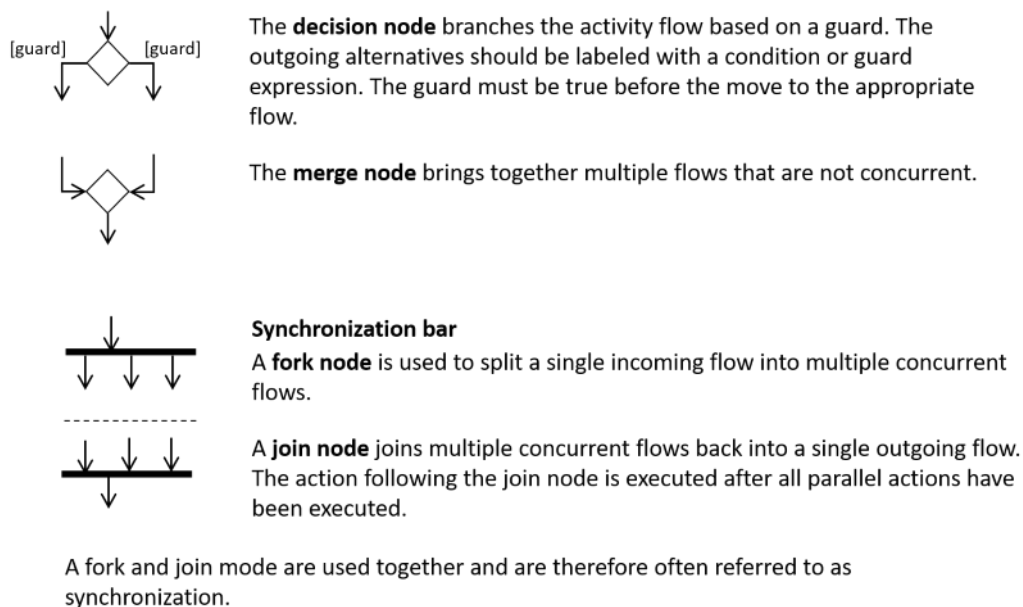 [guard] [guard]
The decision node branches the activity flow based on a guard. The
outgoing alternatives should be labeled with a condition or guard
expression. The guard must be true before the move to the appropriate
flow.
The merge node brings together multiple flows that are not concurrent.
Synchronization bar
A fork node is used to split a single incoming flow into multiple concurrent
flows.
A join node joins multiple concurrent flows back into a single outgoing flow.
The action following the join node is executed after all parallel actions have
been executed.
A fork and join mode are used together and are therefore often referred to as
synchronization.